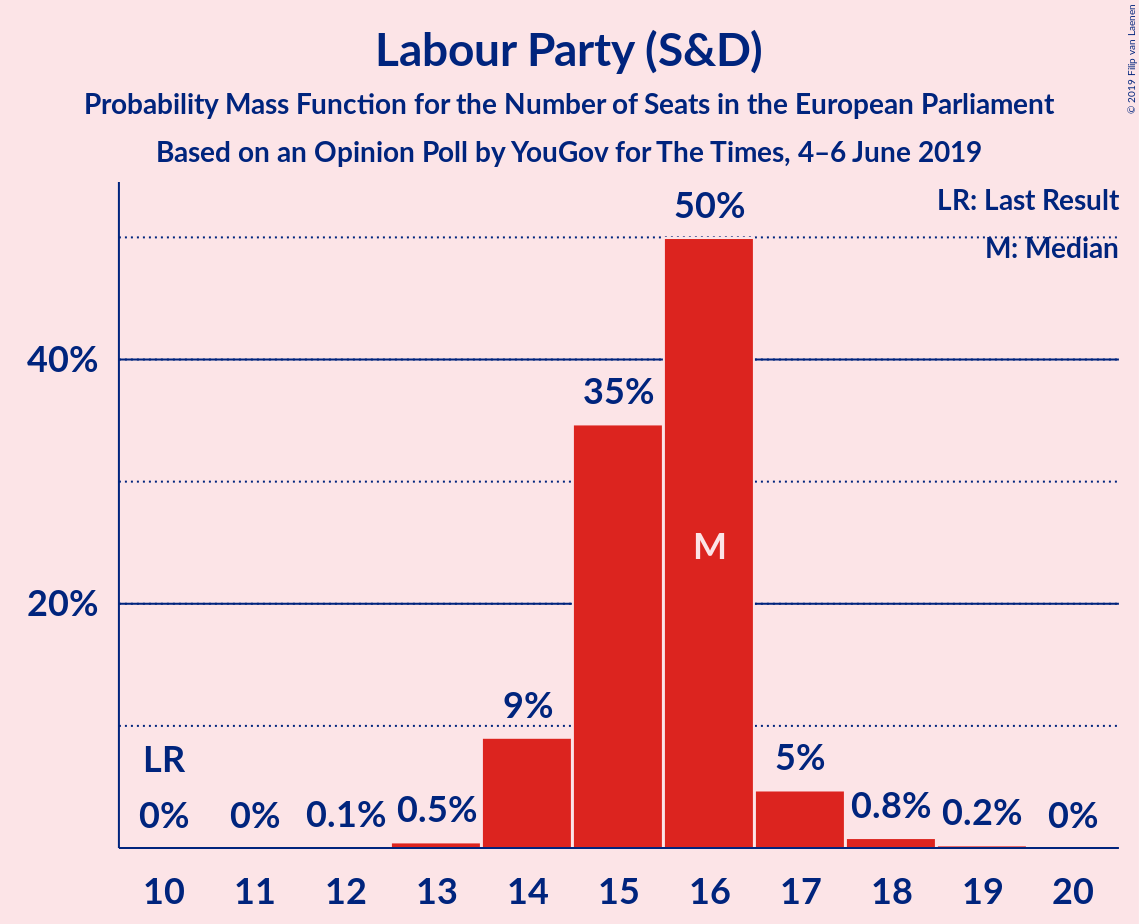 Labour Party (S&D)
Probability Mass Function for the Number of Seats in the European Parliament
Based on an Opinion Poll by YouGov for The Times, 4–6 June 2019
© 2019 Filip van Laenen
LR: Last Result
M: Median
50%
40%
35%
M
20%
9%
5%
LR
0% 0% 0.1% 0.5% 0.8% 0.2% 0%
10 11 12 13 14 15 16 17 18 19 20